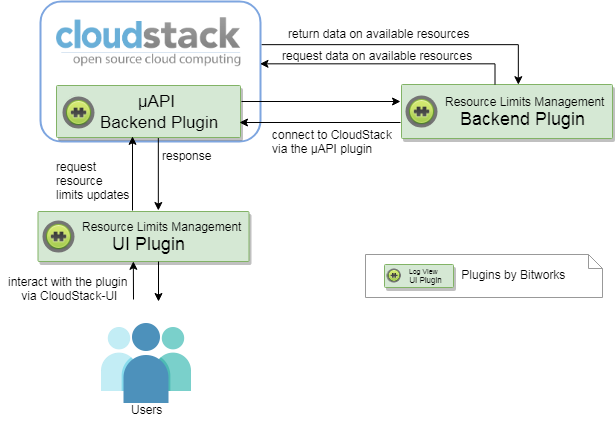 cloudstack
open source cloud computing
return data on available resources
request data on available resources
µAPI
Backend Plugin
Resource Limits Management
Backend Plugin
connect to CloudStack
via the µAPI plugin
request
resource
limits updates
response
Resource Limits Management
UI Plugin
interact with the plugin
via CloudStack-UI
Log View
UI Plugin
Plugins by Bitworks
Users